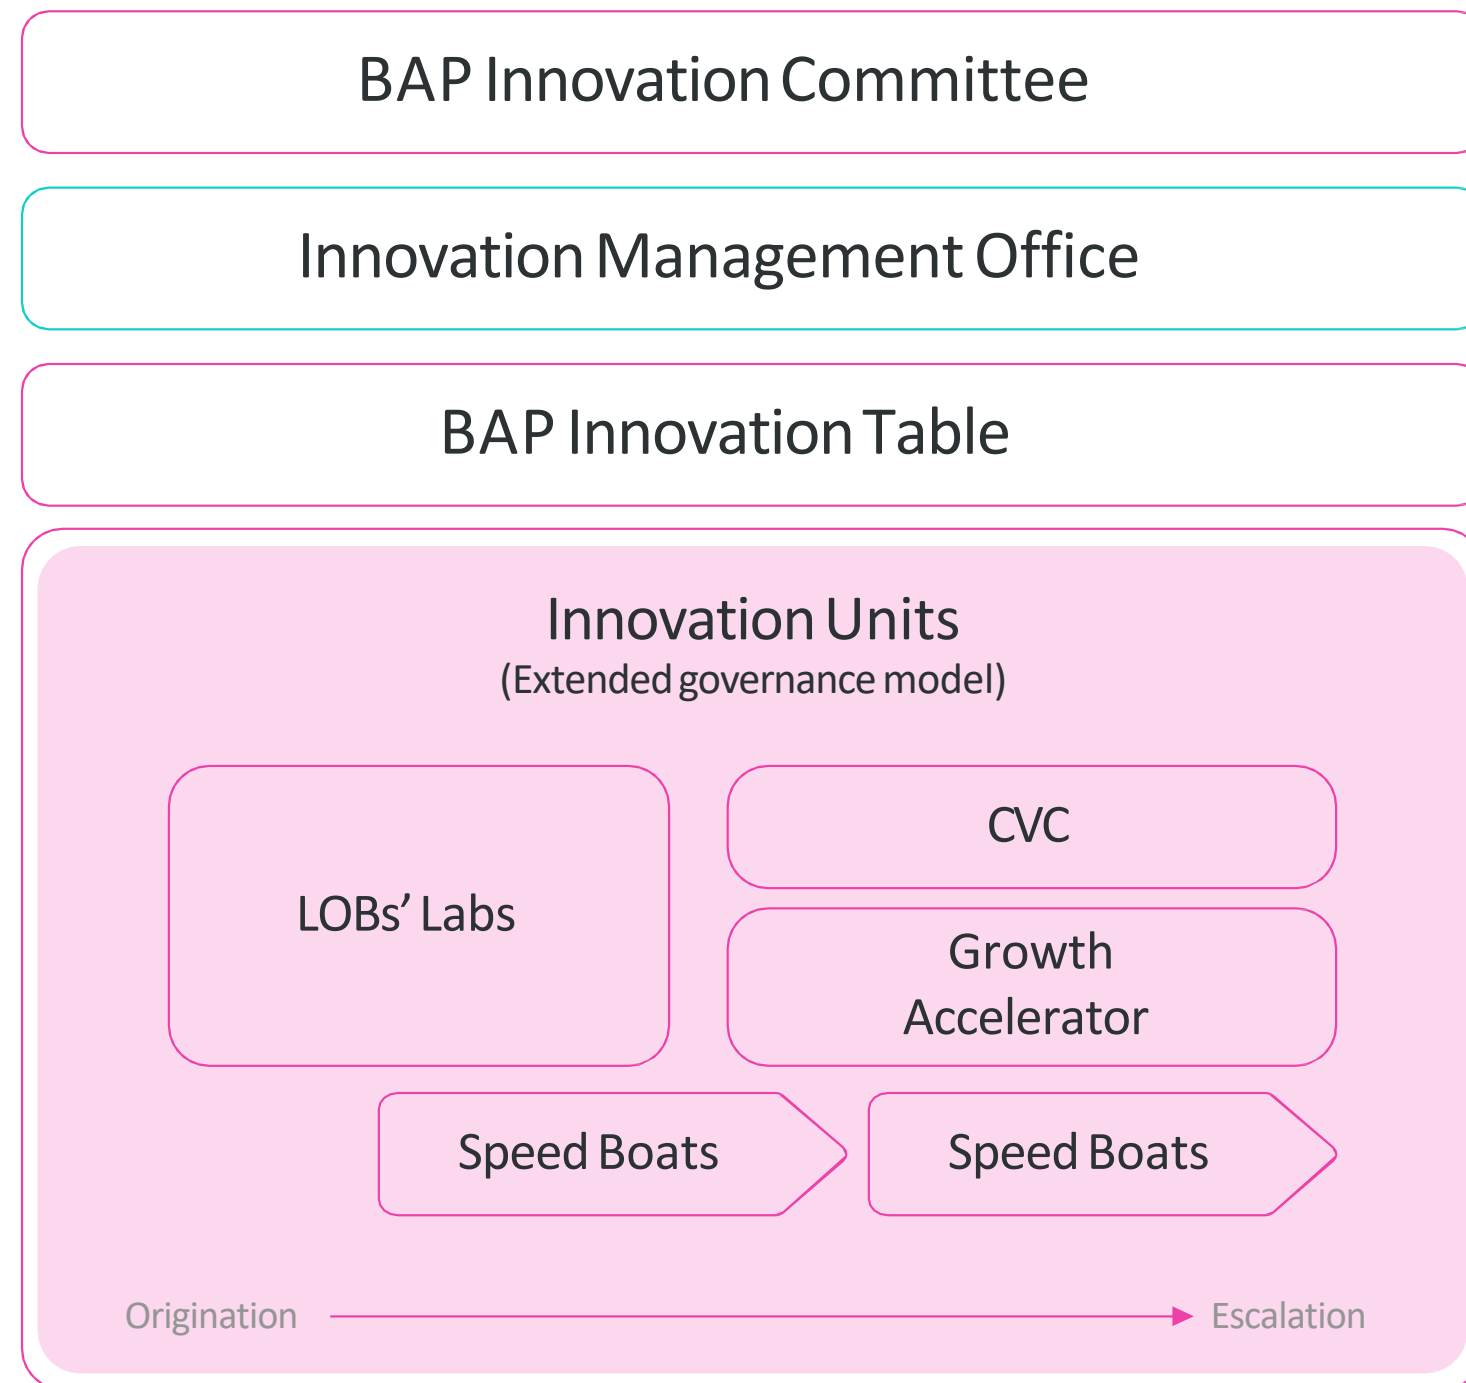 BAP Innovation Committee
Innovation Management Office
BAP Innovation Table
Innovation Units
(Extended governance model)
LOBs’ Labs
CVC
Growth
Accelerator
Speed Boats
Speed Boats
Origination
Escalation